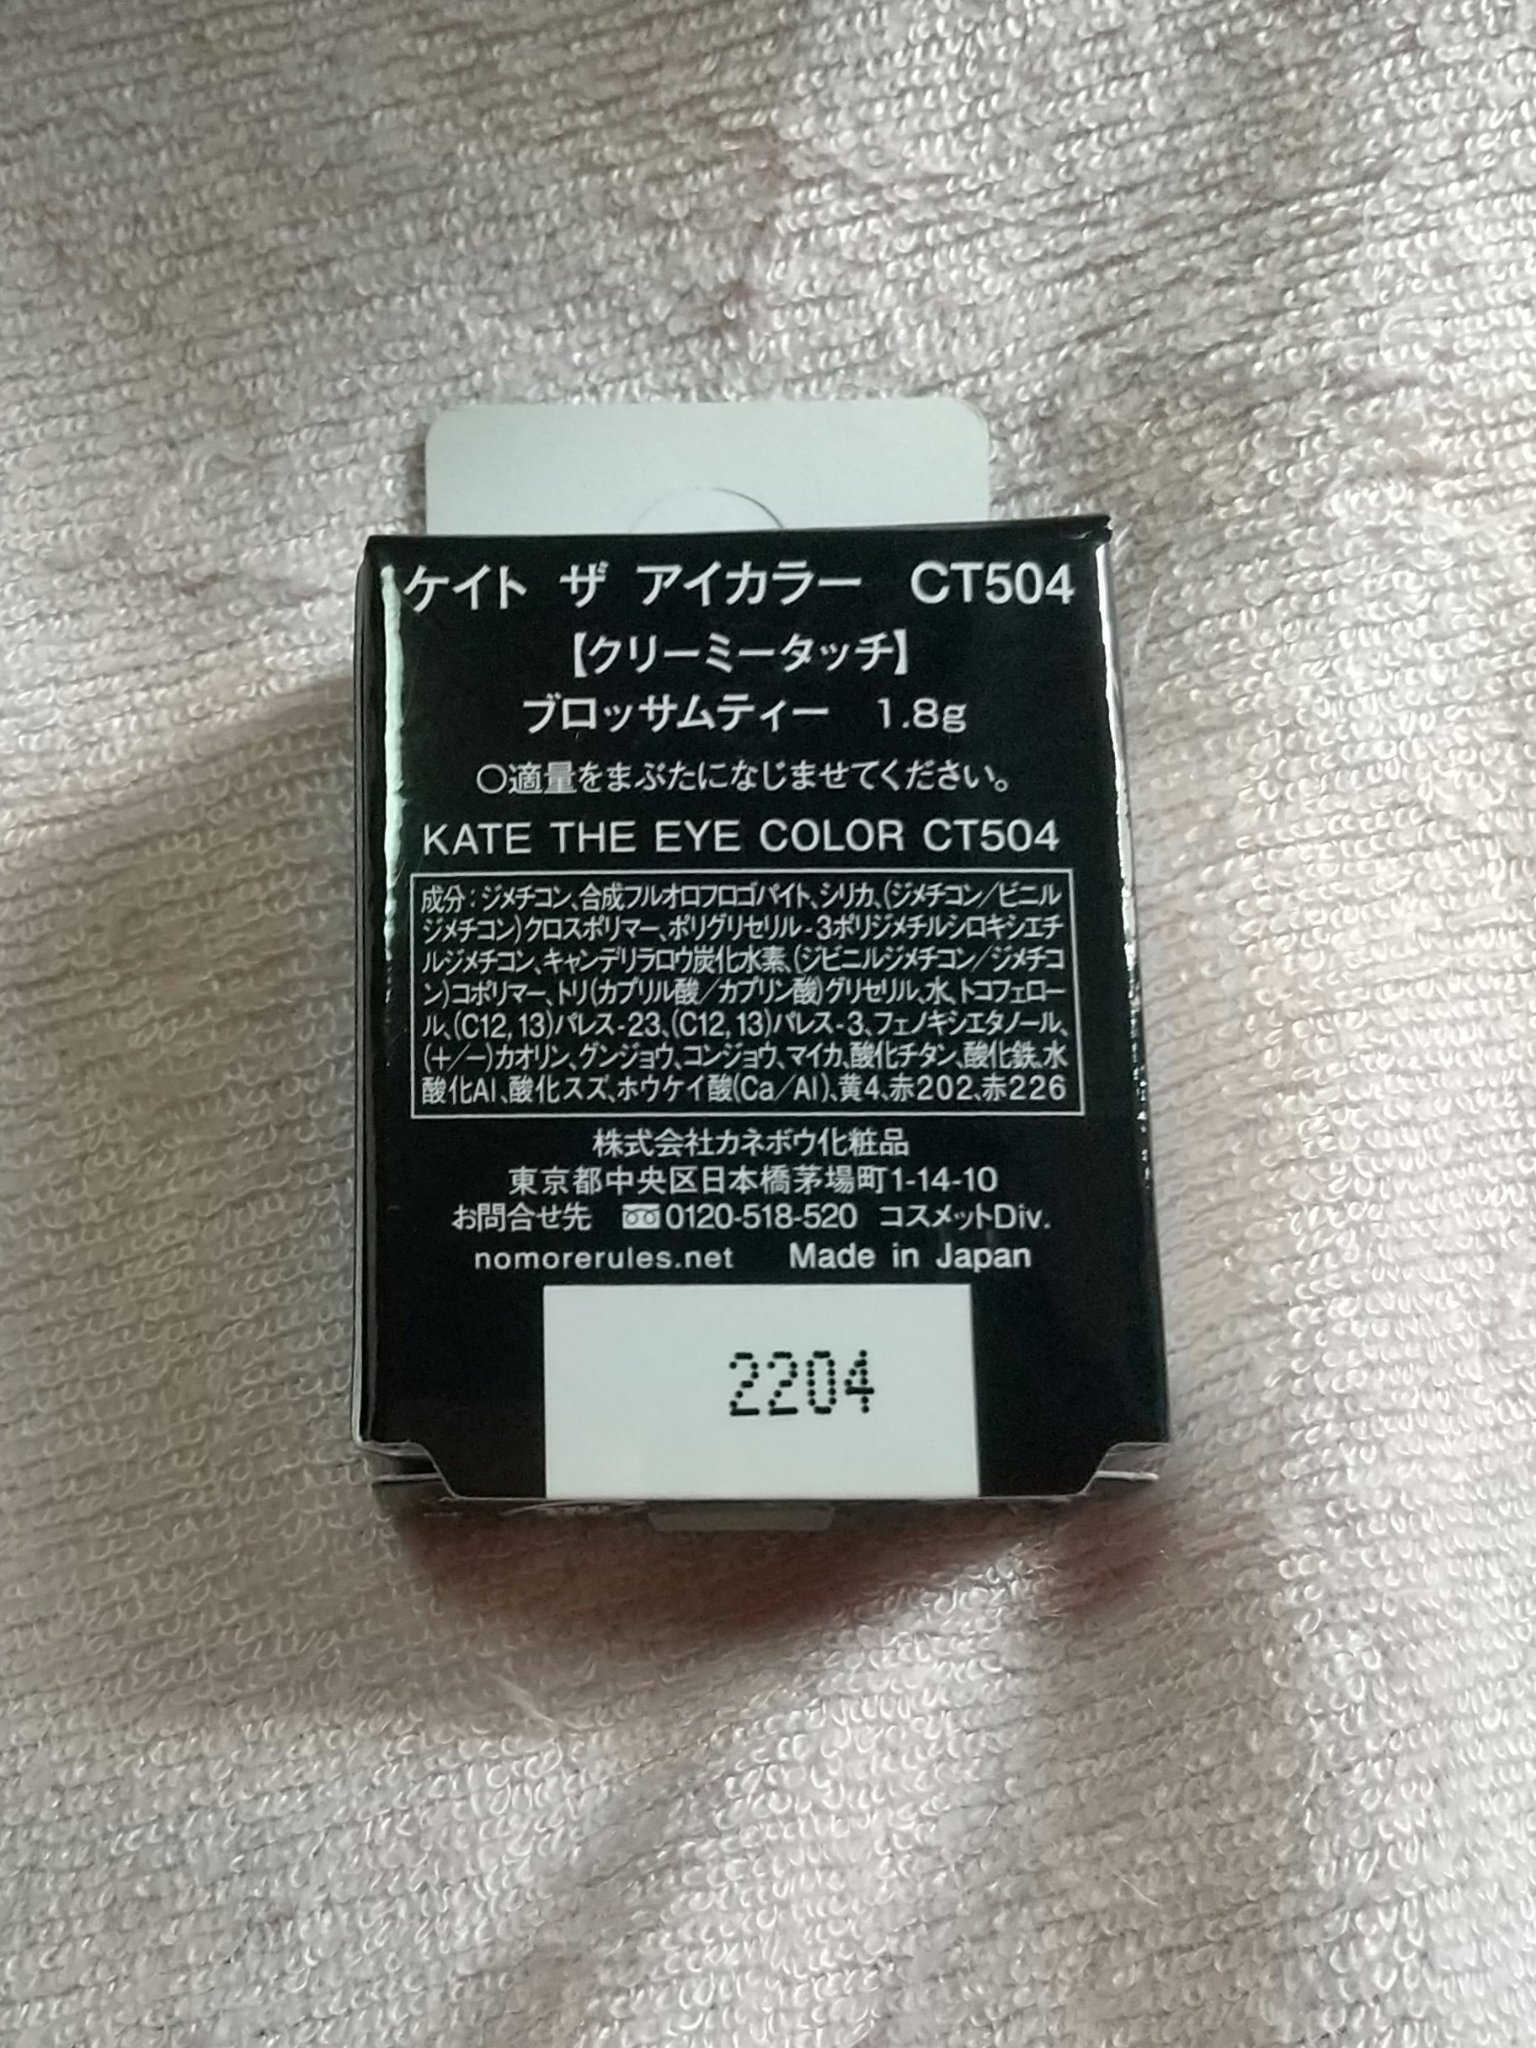 ケイト ザ アイカラー CT504
【クリーミータッチ】
ブロッサムティー 1.8g
○適量をまぶたになじませてください。
KATE THE EYE COLOR CT504
成分：ジメチコン、合成フルオロフロゴパイト、シリカ、(ジメチコン／ビニル
ジメチコン)クロスポリマー、ポリグリセリル-3ポリジメチルシロキシエチ
ルジメチコン、キャンデリラロウ炭化水素、(ジビニルジメチコン／ジメチコ
ン)コポリマー、トリ(カプリル酸／カプリン酸)グリセリル、水、トコフェロー
ル、(C12,13)パレス-23、(C12,13)パレス-3、フェノキシエタノール、
(+/−)カオリン、グンジョウ、コンジョウ、マイカ、酸化チタン、酸化鉄、水
酸化Al、酸化スズ、ホウケイ酸(Ca／Al)、黄4、赤202、赤226
株式会社カネボウ化粧品
東京都中央区日本橋茅場町1-14-10
お問合せ先 0120-518-520 コスメットDiv.
nomorerules.net Made in Japan
2204